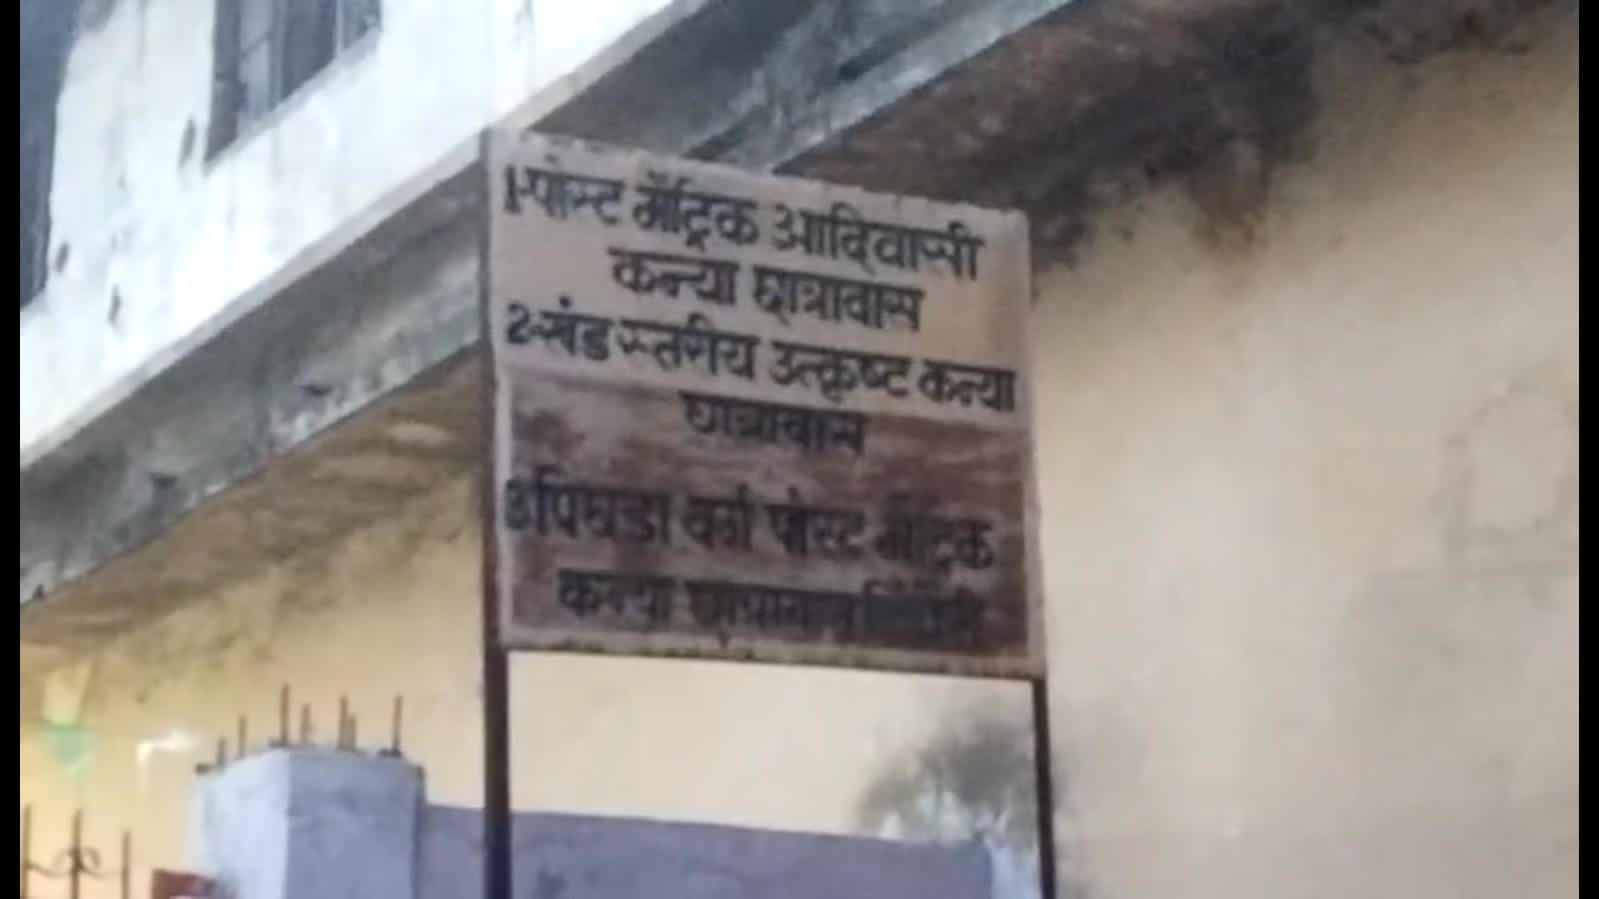 1-पोस्ट मैट्रिक आदिवासी
कन्या छात्रावास
2-खंड स्तरीय उत्कृष्ट कन्या
छात्रावास
3 पिछडा वर्ग पोस्ट मैट्रिक
कन्या छात्रावास